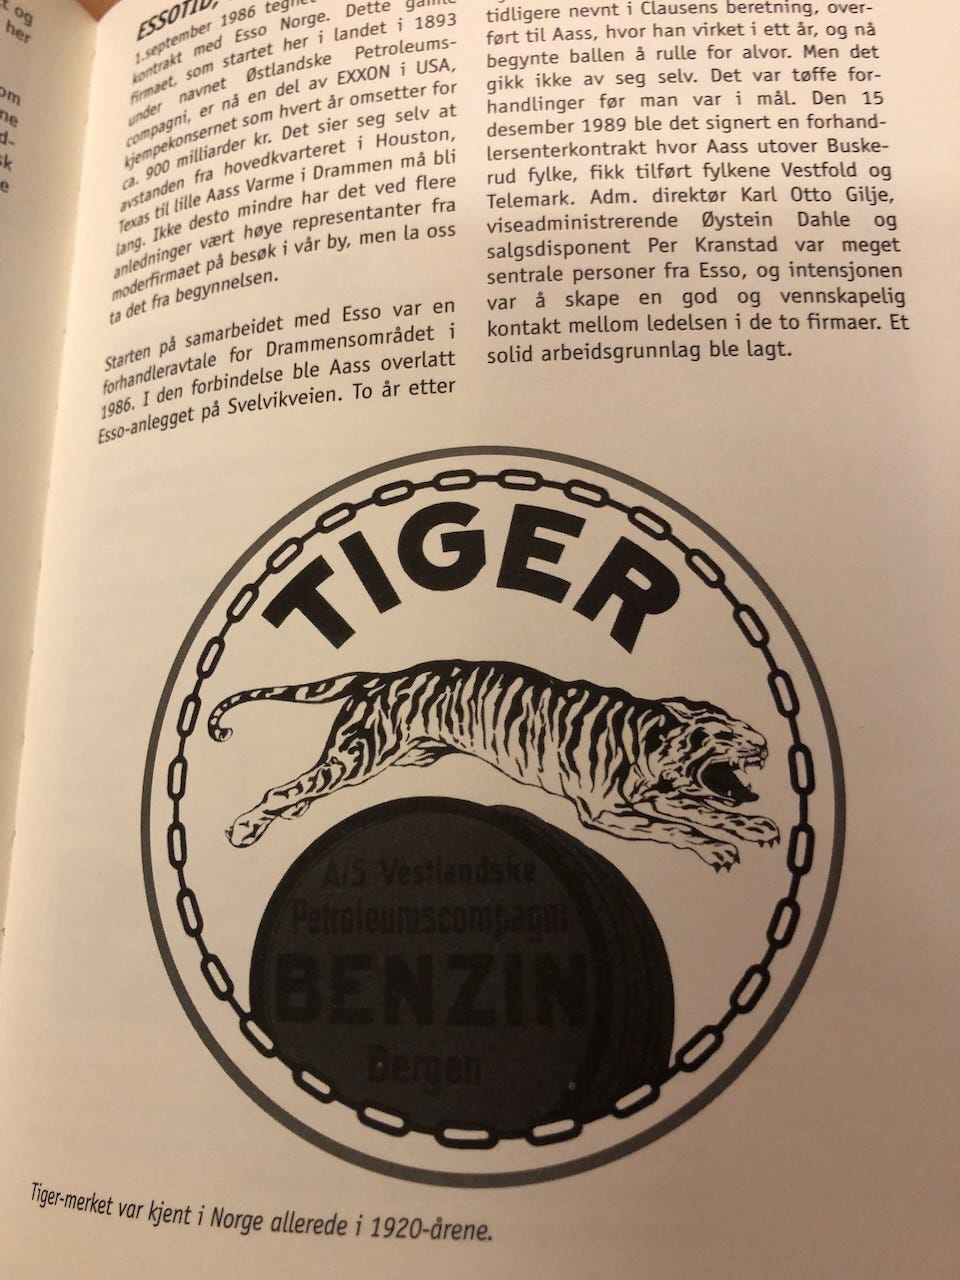 t og
her
om
ne
d-
sk
e
ESSOTID,
1.september 1986
kontrakt med Esso Norge. Dette gamle
firmaet, som startet her i landet i 1893
under navnet Østlandske Petroleums-
compagni, er nå en del av EXXON i USA,
kjempekonsernet som hvert år omsetter for
ca. 900 milliarder kr. Det sier seg selv at
avstanden fra hovedkvarteret i Houston,
Texas til lille Aass Varme i Drammen må bli
lang. Ikke desto mindre har det ved flere
anledninger vært høye representanter fra
moderfirmaet på besøk i vår by, men la oss
ta det fra begynnelsen.
Starten på samarbeidet med Esso var en
forhandleravtale for Drammensområdet i
1986. I den forbindelse ble Aass overlatt
Esso-anlegget på Svelvikveien. To år etter
tidligere nevnt i Clausens beretning, over-
ført til Aass, hvor han virket i ett år, og nå
begynte ballen å rulle for alvor. Men det
gikk ikke av seg selv. Det var tøffe for-
handlinger før man var i mål. Den 15
desember 1989 ble det signert en forhand-
lersenterkontrakt hvor Aass utover Buske-
rud fylke, fikk tilført fylkene Vestfold og
Telemark. Adm. direktør Karl Otto Gilje,
viseadministrerende Øystein Dahle og
salgsdisponent Per Kranstad var meget
sentrale personer fra Esso, og intensjonen
var å skape en god og vennskapelig
kontakt mellom ledelsen i de to firmaer. Et
solid arbeidsgrunnlag ble lagt.
TIGER
A/S Vestlandske
Petroleumscompagni
BENZIN
Bergen
Tiger-merket var kjent i Norge allerede i 1920-årene.